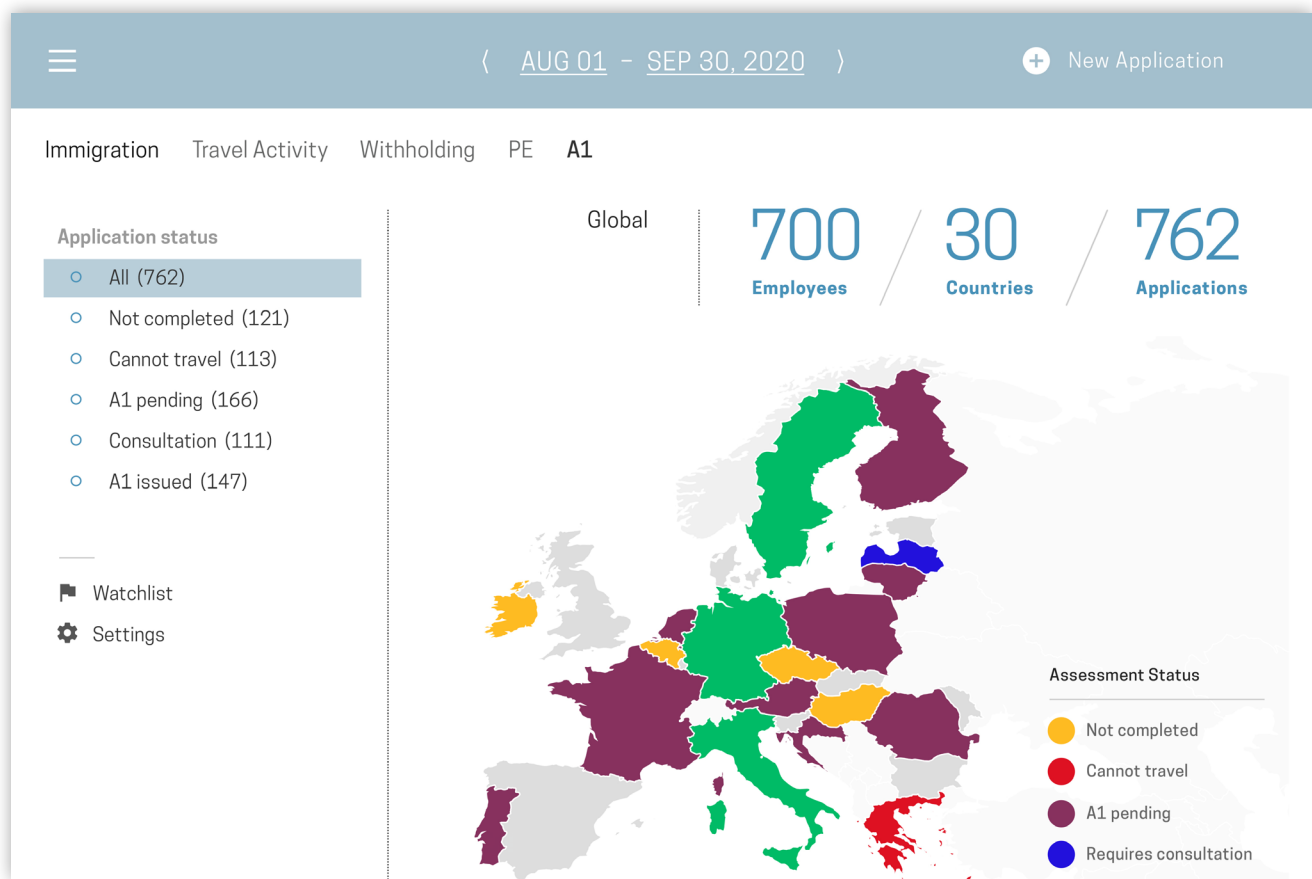 ⟨ AUG 01 – SEP 30, 2020 ⟩
New Application
Immigration Travel Activity Withholding PE A1
Application status
All (762)
Not completed (121)
Cannot travel (113)
A1 pending (166)
Consultation (111)
A1 issued (147)
Watchlist
Settings
Global
700
Employees
30
Countries
762
Applications
Assessment Status
Not completed
Cannot travel
A1 pending
Requires consultation